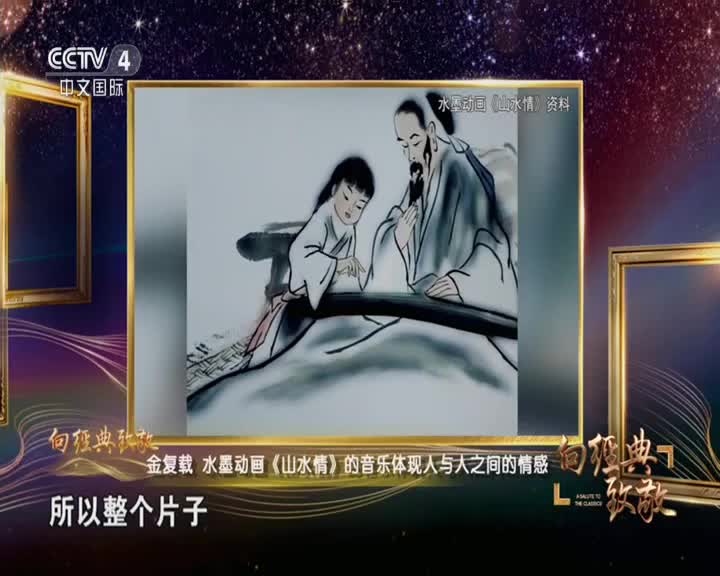 CCTV 4
中文国际
水墨动画《山水情》资料
向经典致敬
金复载 水墨动画《山水情》的音乐体现人与人之间的情感
向经典
致敬
A SALUTE TO
THE CLASSICS
所以整个片子